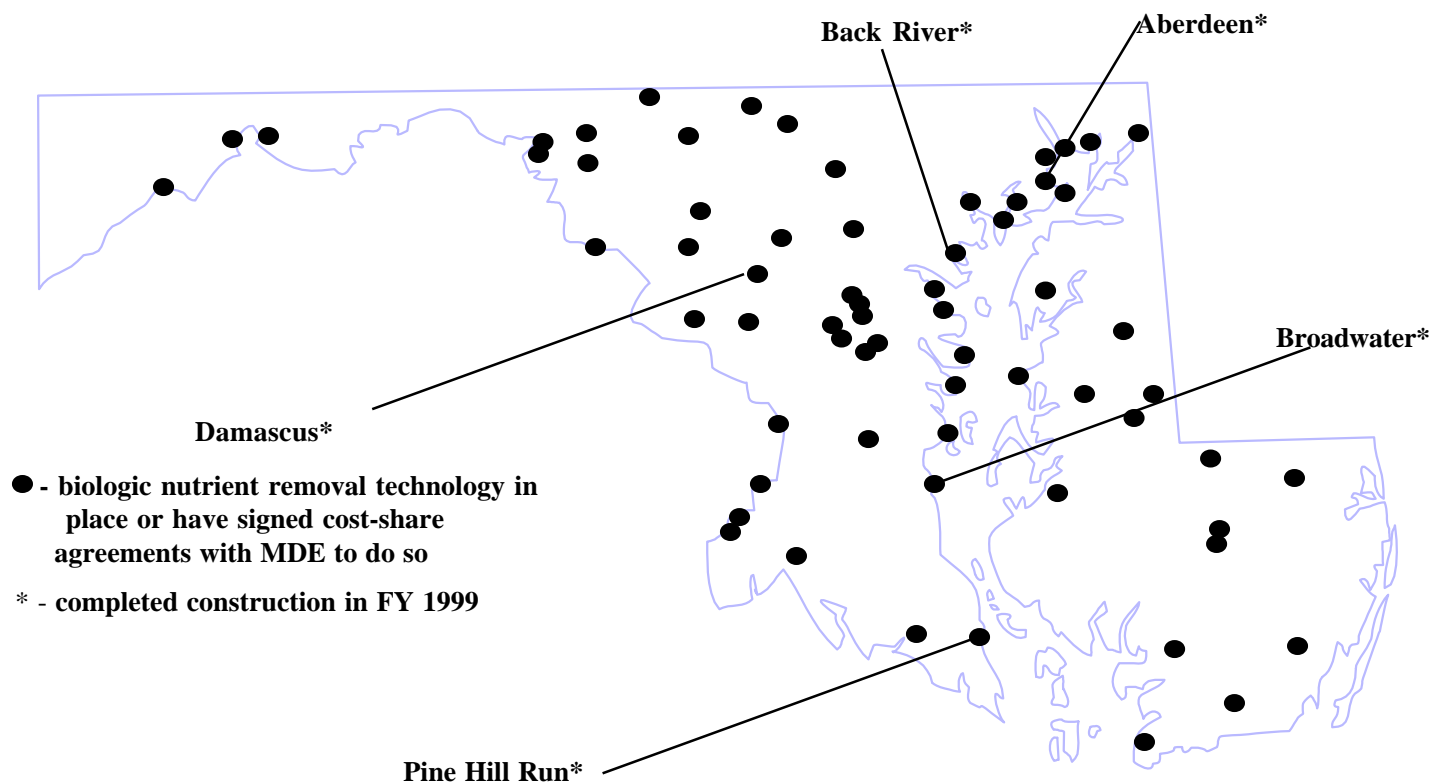 Aberdeen*
Back River*
Broadwater*
Damascus*
- biologic nutrient removal technology in
place or have signed cost-share
agreements with MDE to do so
* - completed construction in FY 1999
Pine Hill Run*